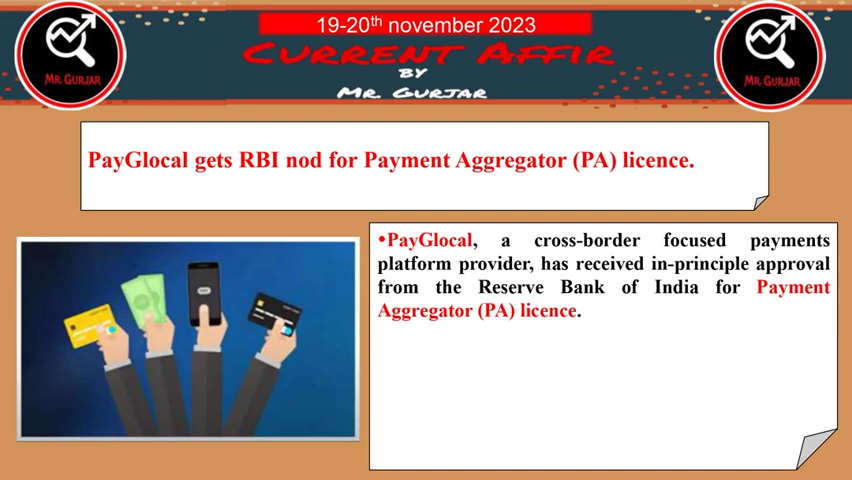 19-20th november 2023
CURRENT AFFIR
BY
MR. GURJAR
MR. GURJAR
MR. GURJAR
PayGlocal gets RBI nod for Payment Aggregator (PA) licence.
•PayGlocal, a cross-border focused payments
platform provider, has received in-principle approval
from the Reserve Bank of India for Payment
Aggregator (PA) licence.